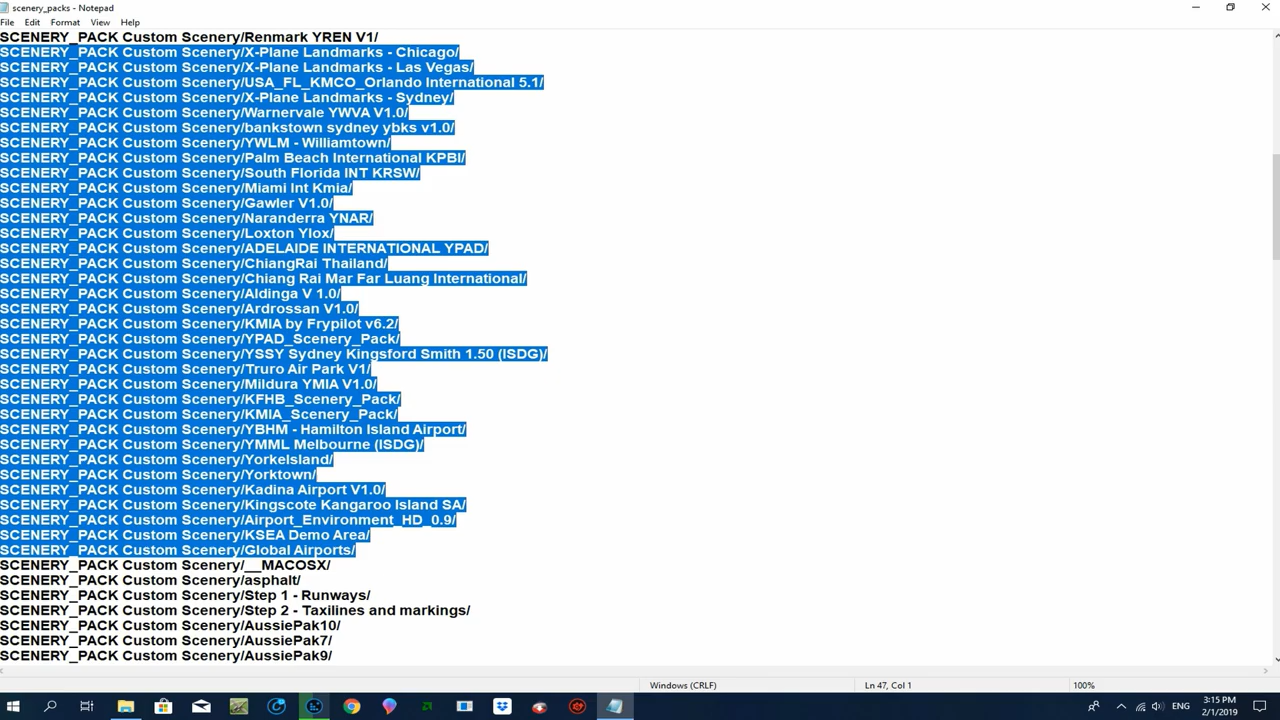 scenery_packs - Notepad
File Edit Format View Help
SCENERY_PACK Custom Scenery/Renmark YREN V1/
SCENERY_PACK Custom Scenery/X-Plane Landmarks - Chicago/
SCENERY_PACK Custom Scenery/X-Plane Landmarks - Las Vegas/
SCENERY_PACK Custom Scenery/USA_FL_KMCO_Orlando International 5.1/
SCENERY_PACK Custom Scenery/X-Plane Landmarks - Sydney/
SCENERY_PACK Custom Scenery/Warnervale YWVA V1.0/
SCENERY_PACK Custom Scenery/bankstown sydney ybks v1.0/
SCENERY_PACK Custom Scenery/YWLM - Williamtown/
SCENERY_PACK Custom Scenery/Palm Beach International KPBI/
SCENERY_PACK Custom Scenery/South Florida INT KRSW/
SCENERY_PACK Custom Scenery/Miami Int Kmia/
SCENERY_PACK Custom Scenery/Gawler V1.0/
SCENERY_PACK Custom Scenery/Naranderra YNAR/
SCENERY_PACK Custom Scenery/Loxton Ylox/
SCENERY_PACK Custom Scenery/ADELAIDE INTERNATIONAL YPAD/
SCENERY_PACK Custom Scenery/ChiangRai Thailand/
SCENERY_PACK Custom Scenery/Chiang Rai Mar Far Luang International/
SCENERY_PACK Custom Scenery/Aldinga V 1.0/
SCENERY_PACK Custom Scenery/Ardrossan V1.0/
SCENERY_PACK Custom Scenery/KMIA by Frypilot v6.2/
SCENERY_PACK Custom Scenery/YPAD_Scenery_Pack/
SCENERY_PACK Custom Scenery/YSSY Sydney Kingsford Smith 1.50 (ISDG)/
SCENERY_PACK Custom Scenery/Truro Air Park V1/
SCENERY_PACK Custom Scenery/Mildura YMIA V1.0/
SCENERY_PACK Custom Scenery/KFHB_Scenery_Pack/
SCENERY_PACK Custom Scenery/KMIA_Scenery_Pack/
SCENERY_PACK Custom Scenery/YBHM - Hamilton Island Airport/
SCENERY_PACK Custom Scenery/YMML Melbourne (ISDG)/
SCENERY_PACK Custom Scenery/YorkeIsland/
SCENERY_PACK Custom Scenery/Yorktown/
SCENERY_PACK Custom Scenery/Kadina Airport V1.0/
SCENERY_PACK Custom Scenery/Kingscote Kangaroo Island SA/
SCENERY_PACK Custom Scenery/Airport_Environment_HD_0.9/
SCENERY_PACK Custom Scenery/KSEA Demo Area/
SCENERY_PACK Custom Scenery/Global Airports/
SCENERY_PACK Custom Scenery/__MACOSX/
SCENERY_PACK Custom Scenery/asphalt/
SCENERY_PACK Custom Scenery/Step 1 - Runways/
SCENERY_PACK Custom Scenery/Step 2 - Taxilines and markings/
SCENERY_PACK Custom Scenery/AussiePak10/
SCENERY_PACK Custom Scenery/AussiePak7/
SCENERY_PACK Custom Scenery/AussiePak9/
Windows (CRLF) Ln 47, Col 1 100%
ENG 3:15 PM
2/1/2019